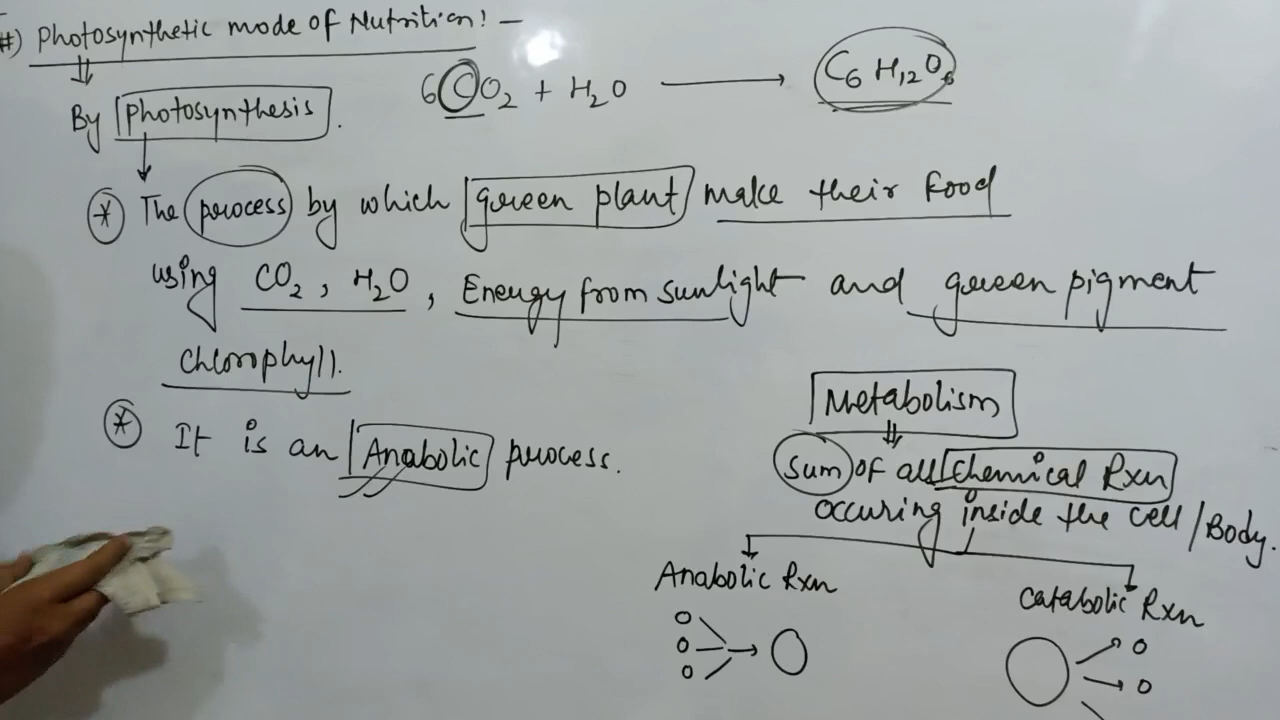 #) Photosynthetic mode of Nutrition! —
6CO₂ + H₂O ⟶ C₆H₁₂O₆
By Photosynthesis.
* The process by which green plant make their food
using CO₂, H₂O, Energy from sunlight and green pigment
Chlorophyll.
* It is an Anabolic process.
Metabolism
Sum of all Chemical Rxn
occuring inside the cell/Body.
Anabolic Rxn
Catabolic Rxn